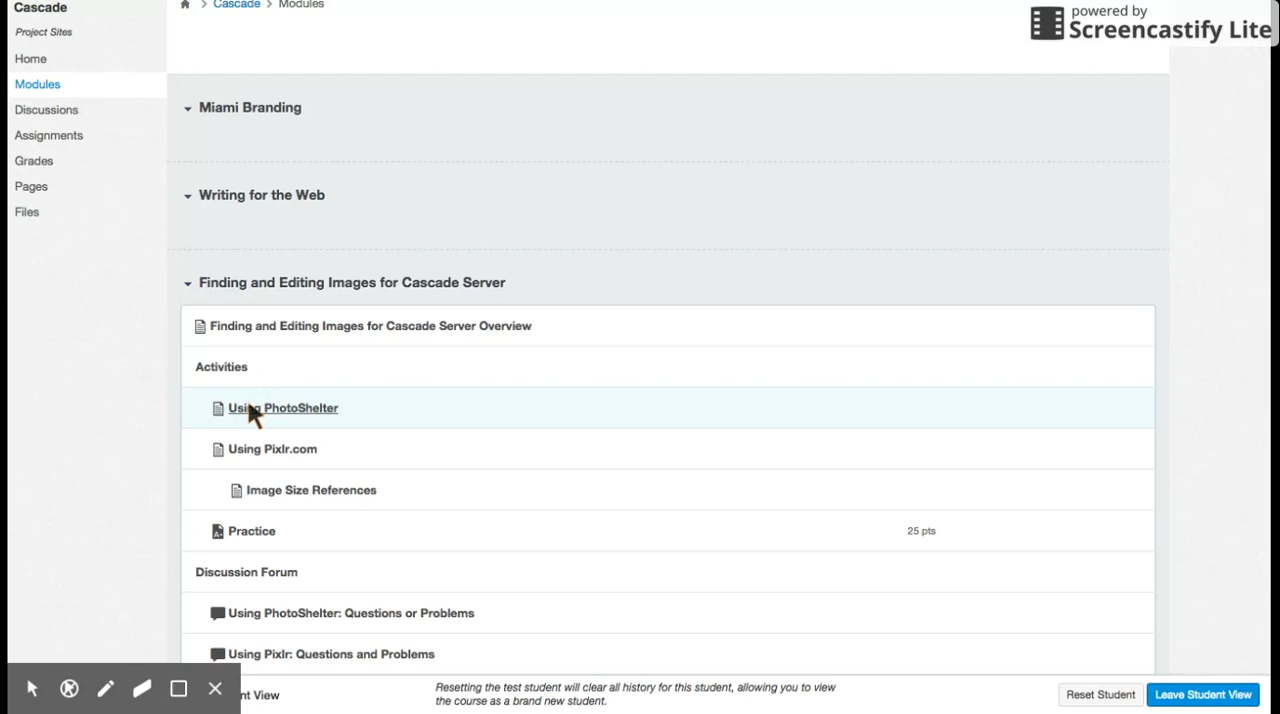 Cascade
Cascade > Modules
powered by
Screencastify Lite
Project Sites
Home
Modules
Discussions
Assignments
Grades
Pages
Files
Miami Branding
Writing for the Web
Finding and Editing Images for Cascade Server
Finding and Editing Images for Cascade Server Overview
Activities
Using PhotoShelter
Using Pixlr.com
Image Size References
Practice
25 pts
Discussion Forum
Using PhotoShelter: Questions or Problems
Using Pixlr: Questions and Problems
nt View
Resetting the test student will clear all history for this student, allowing you to view
the course as a brand new student.
Reset Student
Leave Student View